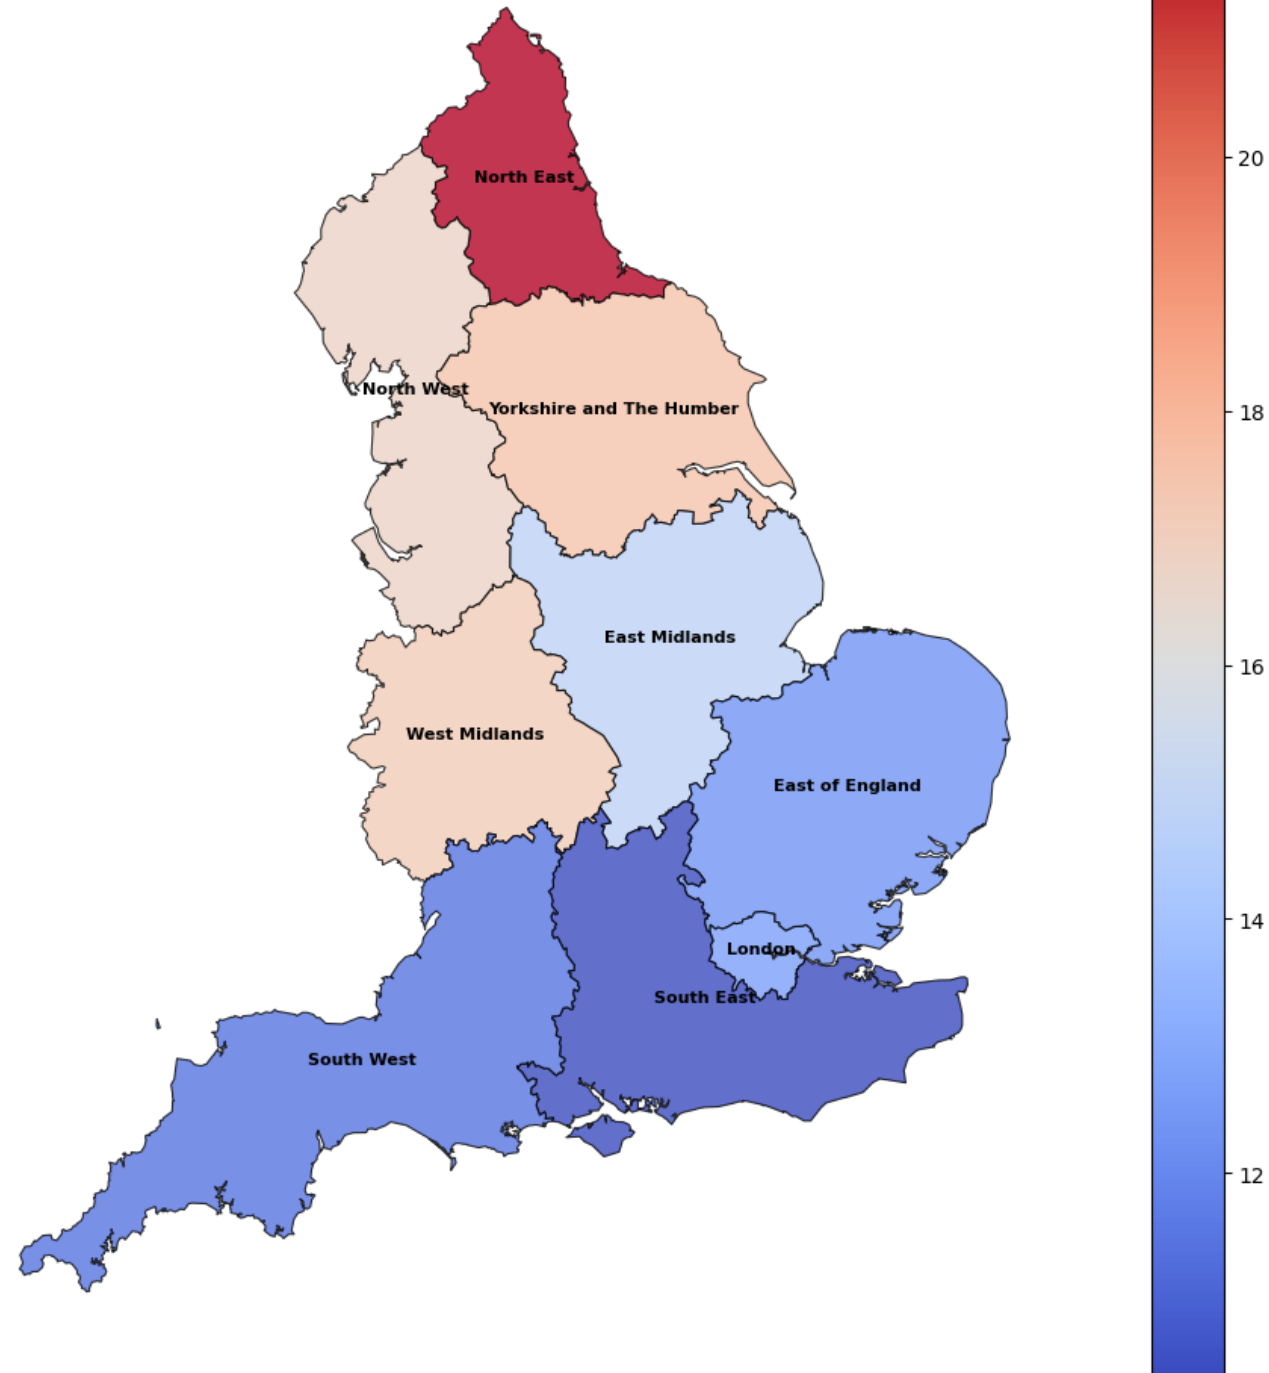 North East
20
North West
Yorkshire and The Humber
18
East Midlands
16
West Midlands
East of England
14
London
South East
South West
12